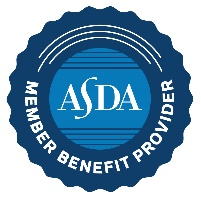 ASDA
MEMBER BENEFIT PROVIDER